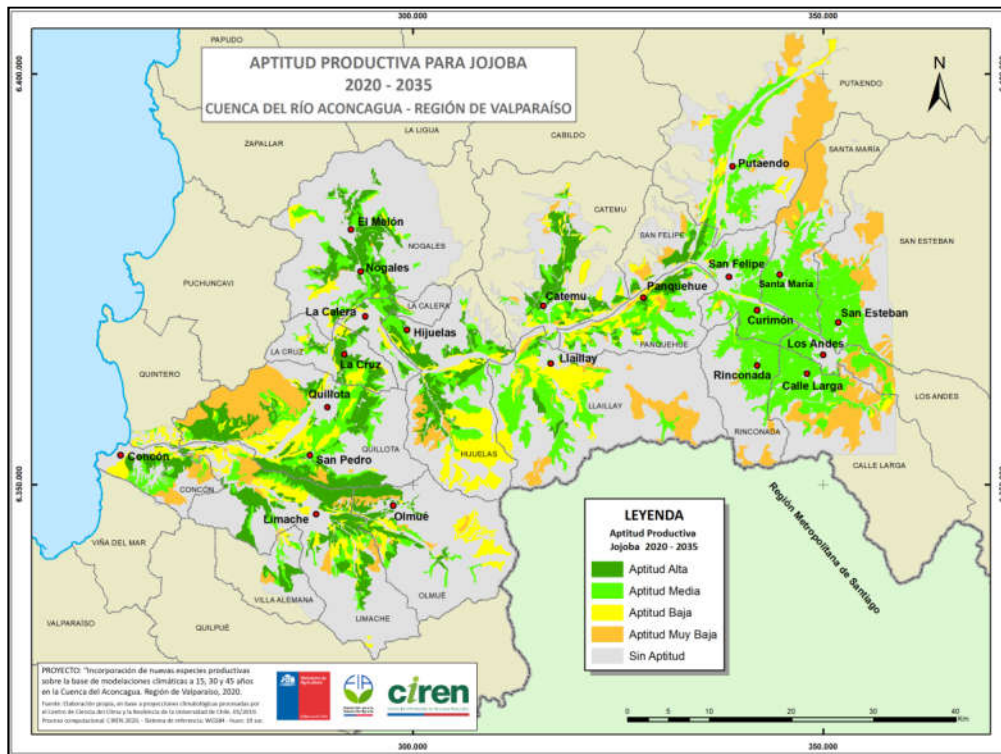 300.000
350.000
APTITUD PRODUCTIVA PARA JOJOBA
2020 - 2035
CUENCA DEL RÍO ACONCAGUA - REGIÓN DE VALPARAÍSO
N
PAPUDO
6.400.000
PUTAENDO
LA LIGUA
CABILDO
ZAPALLAR
SANTA MARÍA
Putaendo
CATEMU
El Melón
SAN FELIPE
SAN ESTEBAN
NOGALES
Nogales
San Felipe
Santa María
PUCHUNCAVI
Panquehue
LA CALERA
Catemu
La Calera
Curimón
San Esteban
Hijuelas
PANQUEHUE
LA CRUZ
La Cruz
Los Andes
Llaillay
Rinconada
QUINTERO
Calle Larga
Quillota
LLAILLAY
LOS ANDES
RINCONADA
QUILLOTA
HIJUELAS
Concón
San Pedro
CALLE LARGA
6.350.000
CONCÓN
Región Metropolitana de Santiago
Olmué
Limache
VIÑA DEL MAR
VILLA ALEMANA
OLMUÉ
LIMACHE
VALPARAÍSO
QUILPUÉ
LEYENDA
Aptitud Productiva
Jojoba 2020 - 2035
Aptitud Alta
Aptitud Media
Aptitud Baja
Aptitud Muy Baja
Sin Aptitud
PROYECTO: "Incorporación de nuevas especies productivas
sobre la base de modelaciones climáticas a 15, 30 y 45 años
en la Cuenca del Aconcagua. Región de Valparaíso, 2020.
FIA
ciren
0 5 10 20 30 40
Km
300.000
350.000